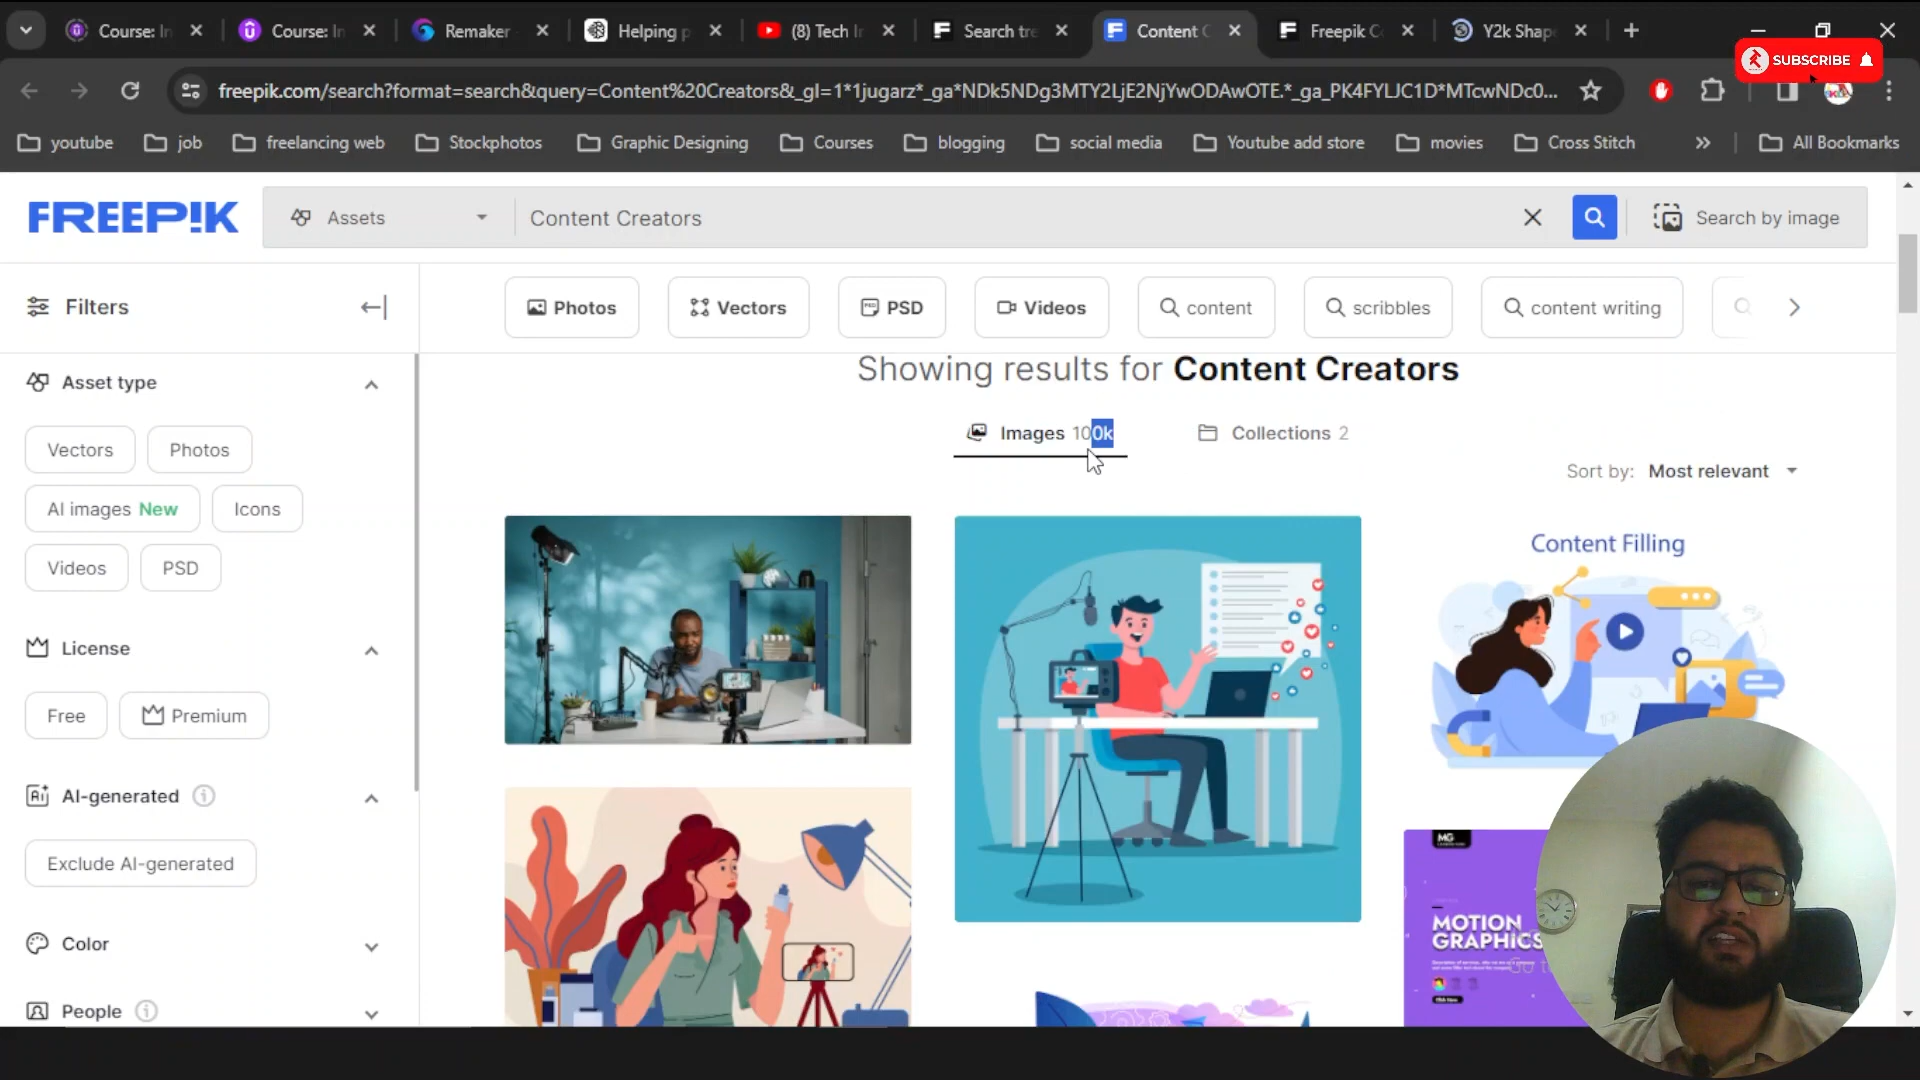 Course: In
Course: In
Remaker
Helping p
(8) Tech In
Search tre
Content C
Freepik C
Y2k Shap
SUBSCRIBE
freepik.com/search?format=search&query=Content%20Creators&_gl=1*1jugarz*_ga*NDk5NDg3MTY2LjE2NjYwODAwOTE.*_ga_PK4FYLJC1D*MTcwNDc0...
youtube
job
freelancing web
Stockphotos
Graphic Designing
Courses
blogging
social media
Youtube add store
movies
Cross Stitch
All Bookmarks
FREEP!K
Assets
Content Creators
Search by image
Filters
Photos
Vectors
PSD
Videos
content
scribbles
content writing
Showing results for Content Creators
Asset type
Images 100k
Collections 2
Sort by: Most relevant
Vectors
Photos
AI images New
Icons
Videos
PSD
Content Filling
License
Free
Premium
AI-generated
Exclude AI-generated
MG
MOTION
GRAPHICS
Color
People